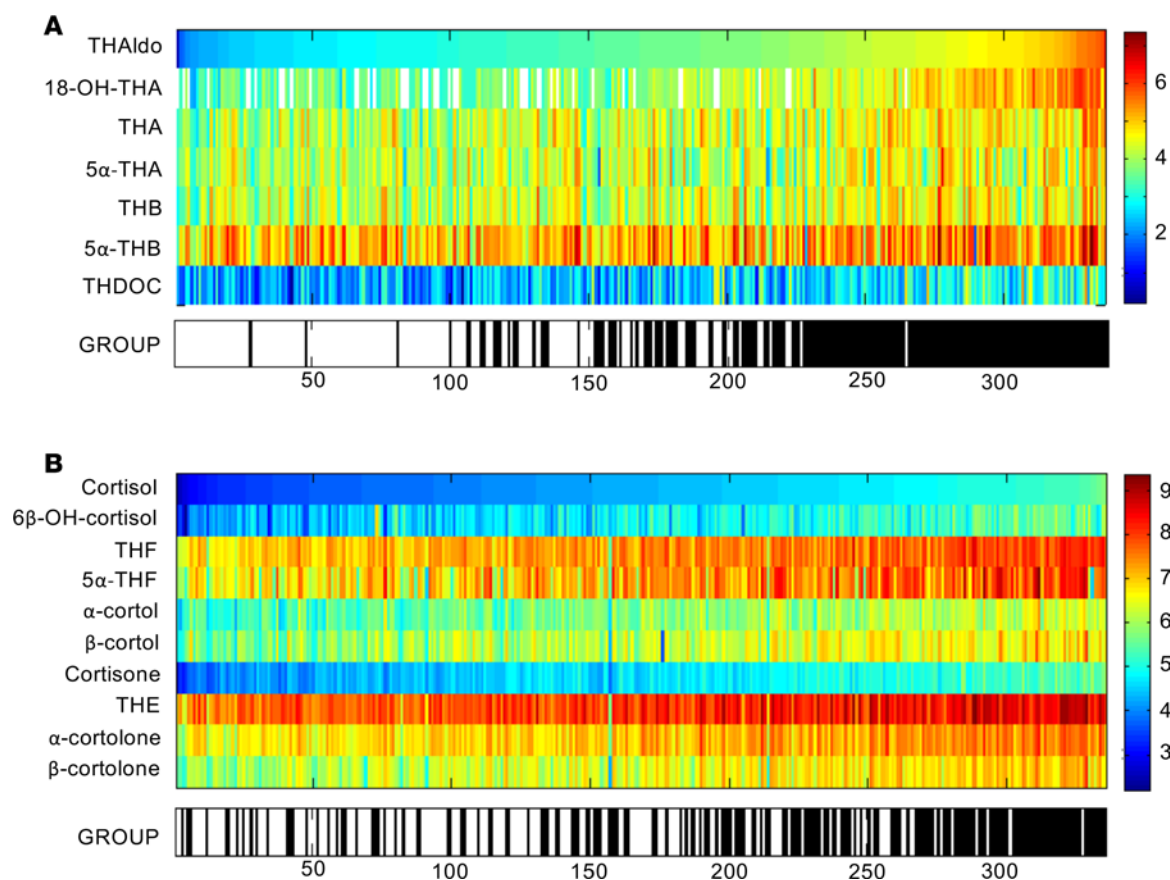 A
THAldo
18-OH-THA
THA
5α-THA
THB
5α-THB
THDOC
6
4
2
GROUP
50 100 150 200 250 300
B
Cortisol
6β-OH-cortisol
THF
5α-THF
α-cortol
β-cortol
Cortisone
THE
α-cortolone
β-cortolone
9
8
7
6
5
4
3
GROUP
50 100 150 200 250 300